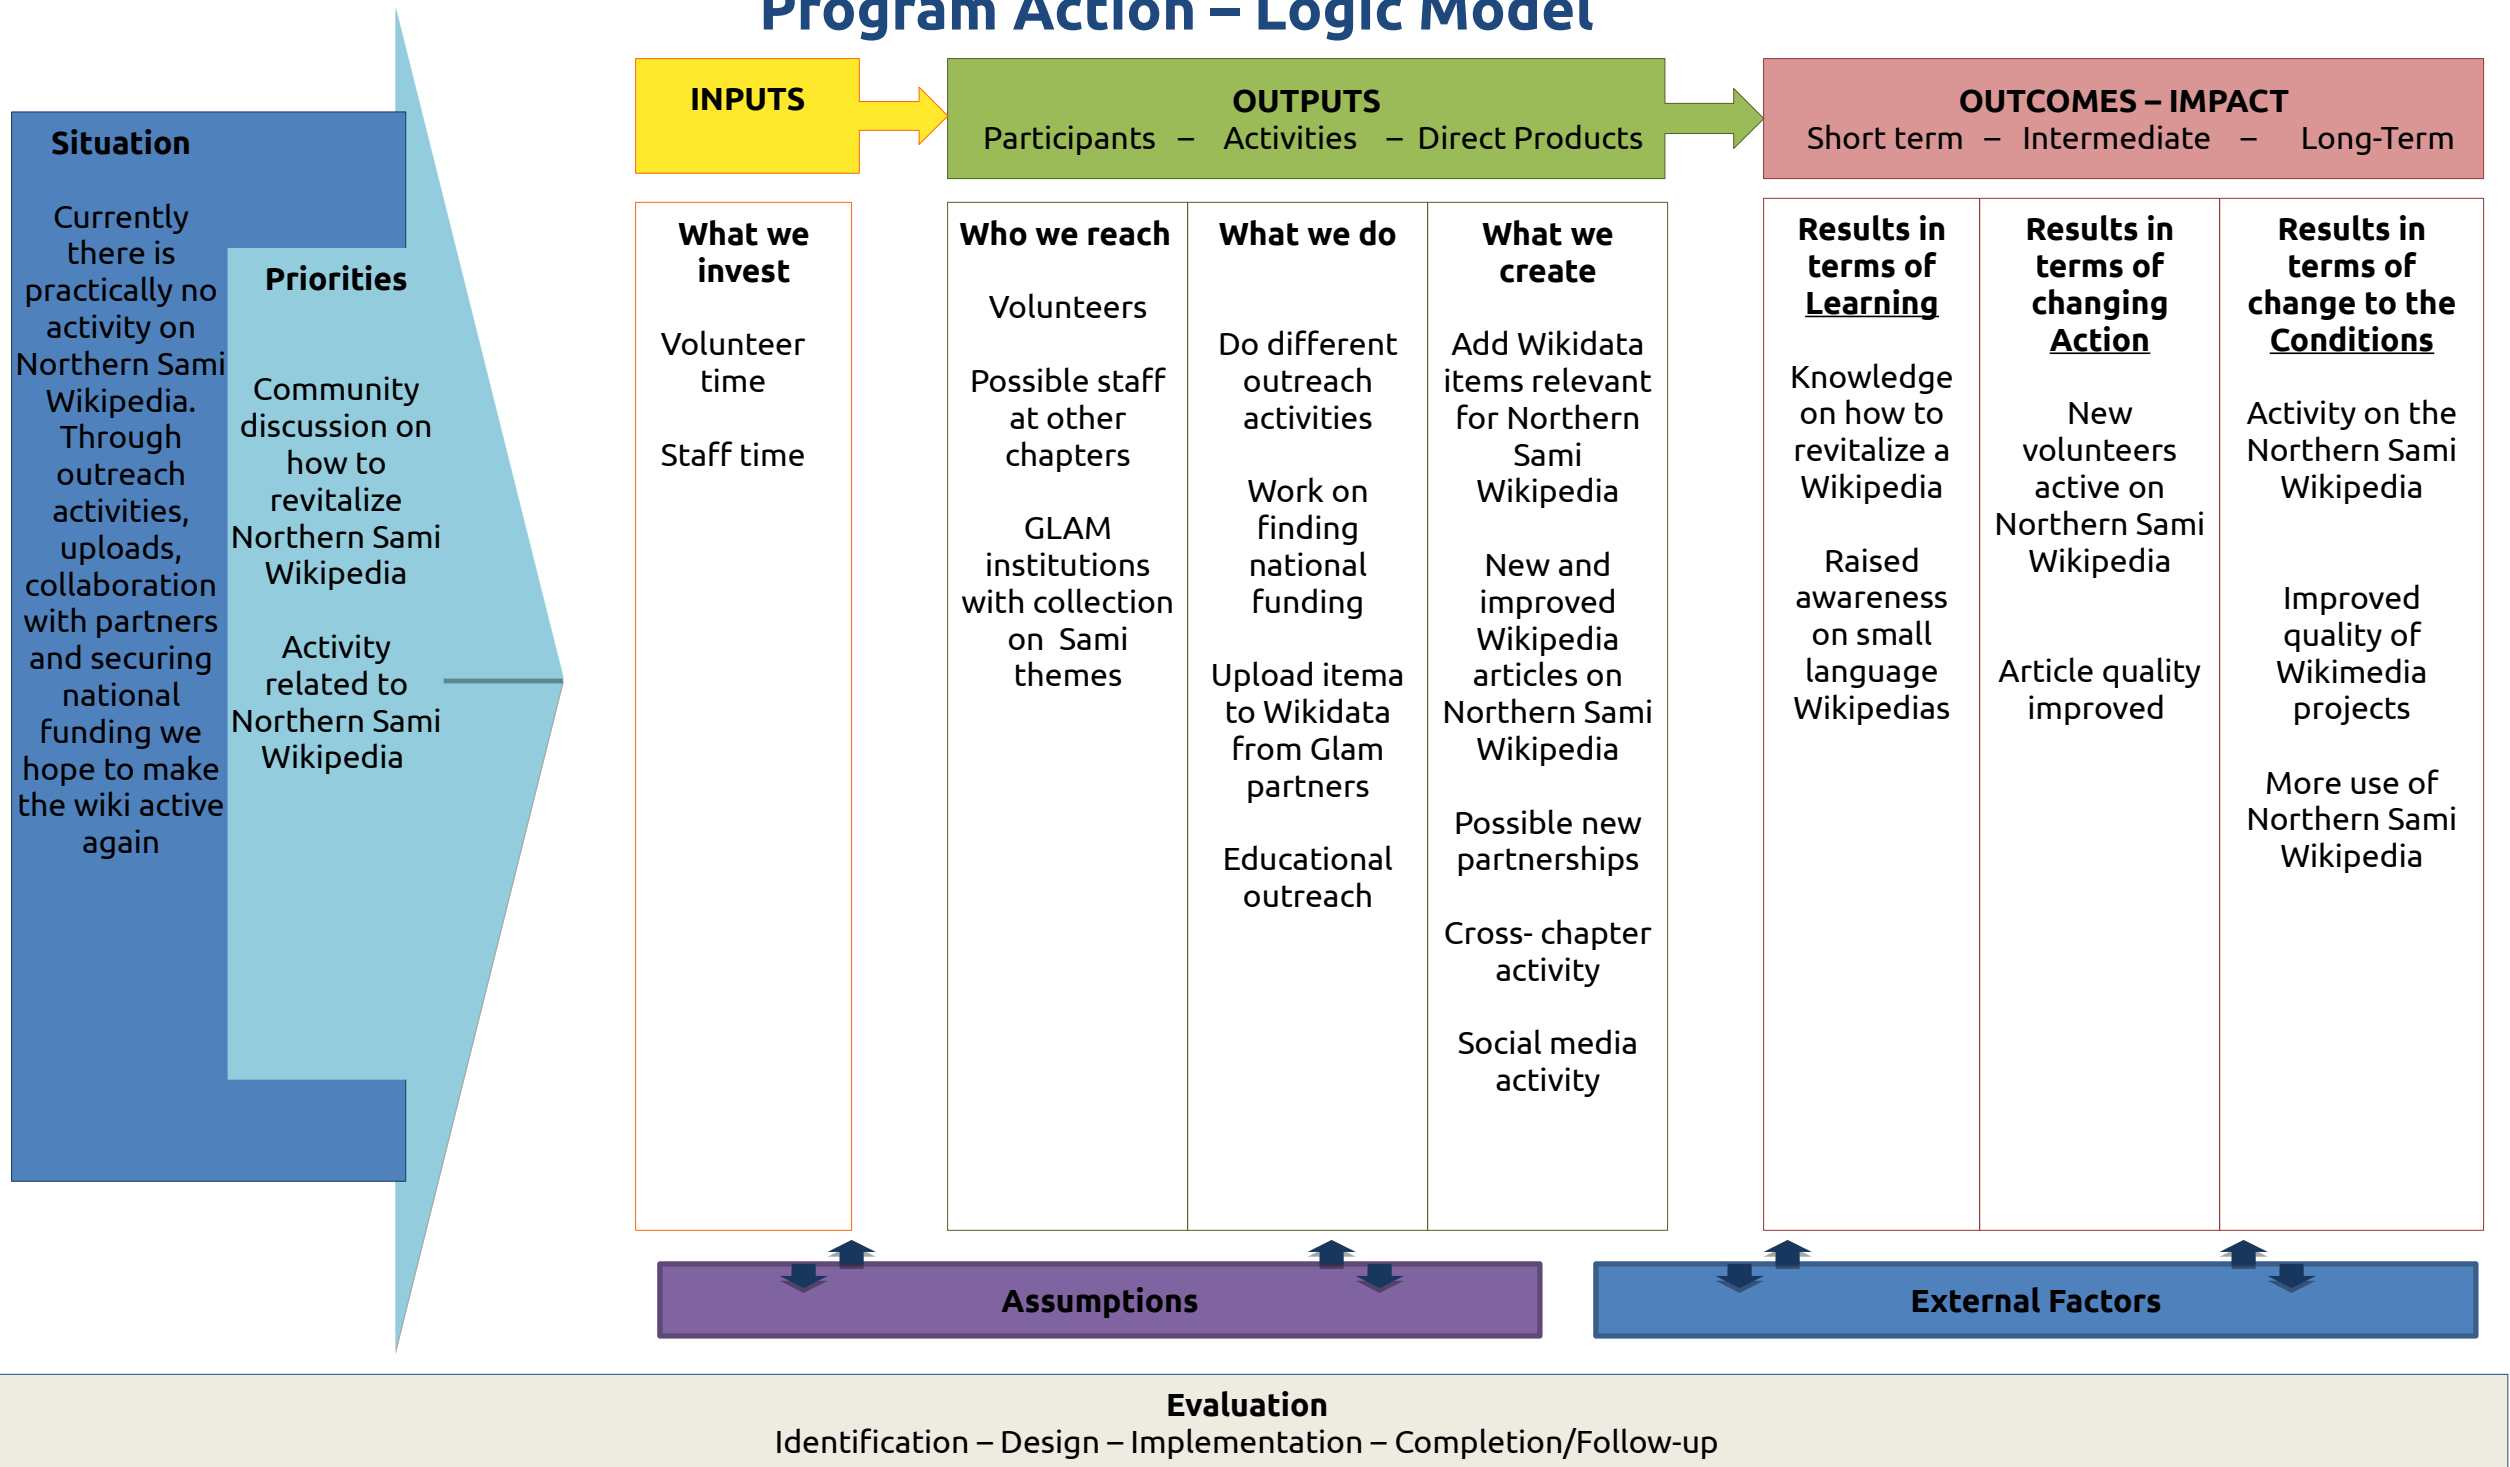 Program Action – Logic Model
Situation
Currently
there is
practically no
activity on
Northern Sami
Wikipedia.
Through
outreach
activities,
uploads,
collaboration
with partners
and securing
national
funding we
hope to make
the wiki active
again
Priorities
Community
discussion on
how to
revitalize
Northern Sami
Wikipedia
Activity
related to
Northern Sami
Wikipedia
INPUTS
What we
invest
Volunteer
time
Staff time
OUTPUTS
Participants – Activities – Direct Products
Who we reach
Volunteers
Possible staff
at other
chapters
GLAM
institutions
with collection
on Sami
themes
What we do
Do different
outreach
activities
Work on
finding
national
funding
Upload itema
to Wikidata
from Glam
partners
Educational
outreach
What we
create
Add Wikidata
items relevant
for Northern
Sami
Wikipedia
New and
improved
Wikipedia
articles on
Northern Sami
Wikipedia
Possible new
partnerships
Cross- chapter
activity
Social media
activity
OUTCOMES – IMPACT
Short term – Intermediate – Long-Term
Results in
terms of
Learning
Knowledge
on how to
revitalize a
Wikipedia
Raised
awareness
on small
language
Wikipedias
Results in
terms of
changing
Action
New
volunteers
active on
Northern Sami
Wikipedia
Article quality
improved
Results in
terms of
change to the
Conditions
Activity on the
Northern Sami
Wikipedia
Improved
quality of
Wikimedia
projects
More use of
Northern Sami
Wikipedia
Assumptions
External Factors
Evaluation
Identification – Design – Implementation – Completion/Follow-up